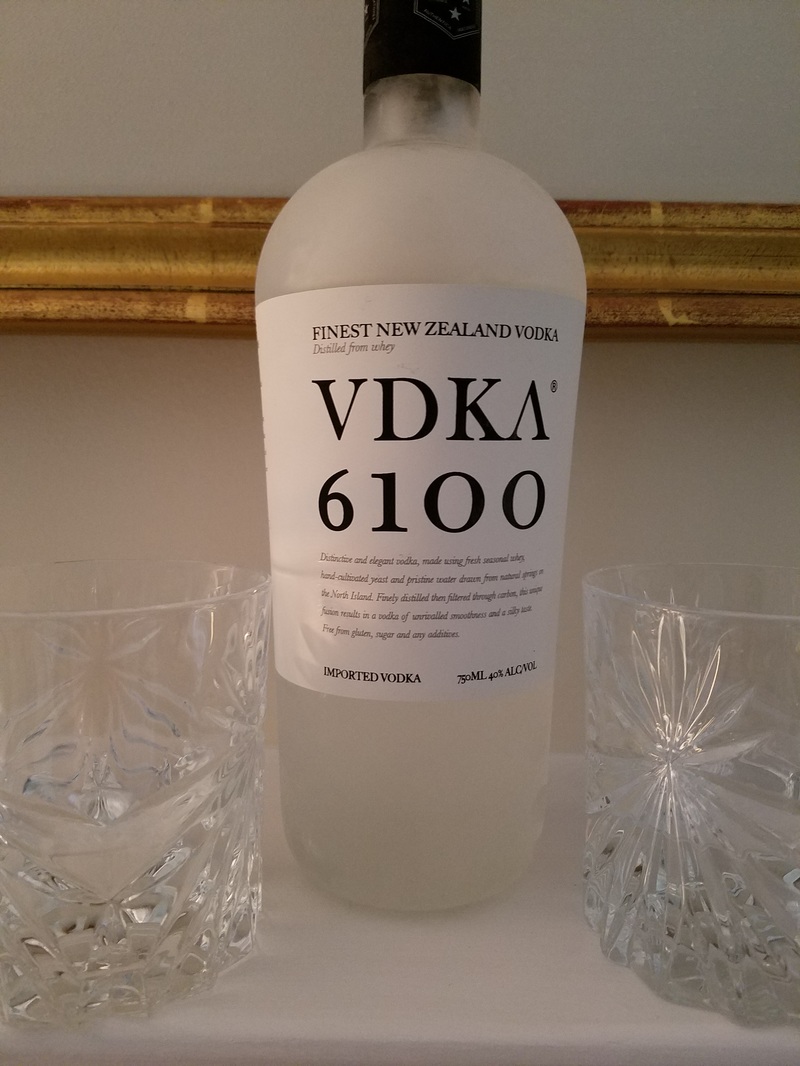 FINEST NEW ZEALAND VODKA
Distilled from whey
VDKΛ®
6100
Distinctive and elegant vodka, made using fresh seasonal whey,
hand-cultivated yeast and pristine water drawn from natural springs in
the North Island. Finely distilled then filtered through carbon, this unique
fusion results in a vodka of unrivalled smoothness and a silky taste.
Free from gluten, sugar and any additives.
IMPORTED VODKA 750ML 40% ALC/VOL